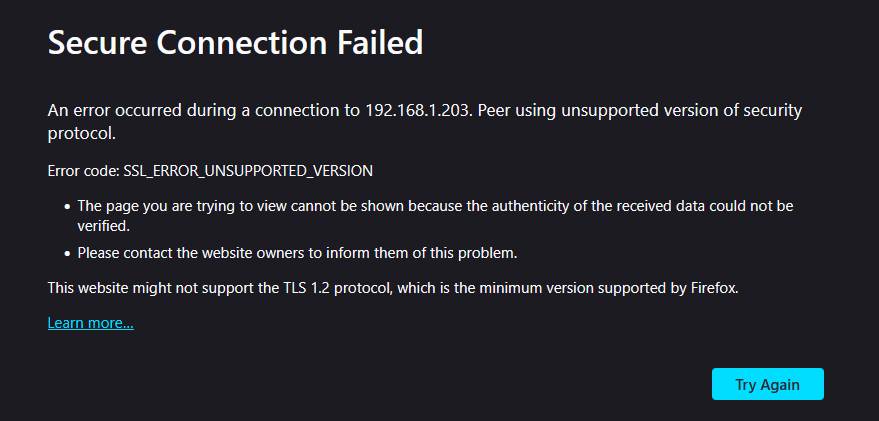 Secure Connection Failed
An error occurred during a connection to 192.168.1.203. Peer using unsupported version of security
protocol.
Error code: SSL_ERROR_UNSUPPORTED_VERSION
• The page you are trying to view cannot be shown because the authenticity of the received data could not be
verified.
• Please contact the website owners to inform them of this problem.
This website might not support the TLS 1.2 protocol, which is the minimum version supported by Firefox.
Learn more...
Try Again